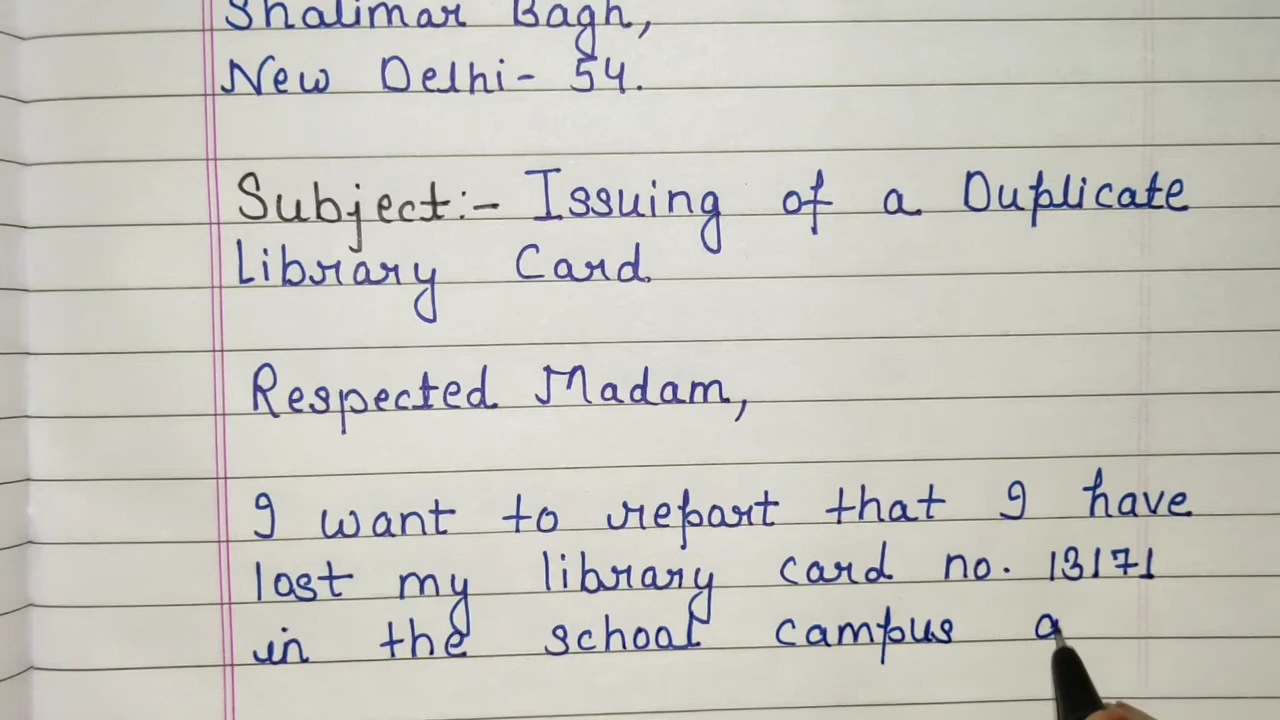 Shalimar Bagh,
New Delhi- 54.
Subject:- Issuing of a Duplicate
Library Card
Respected Madam,
I want to report that I have
lost my library card no. 13171
in the school campus a